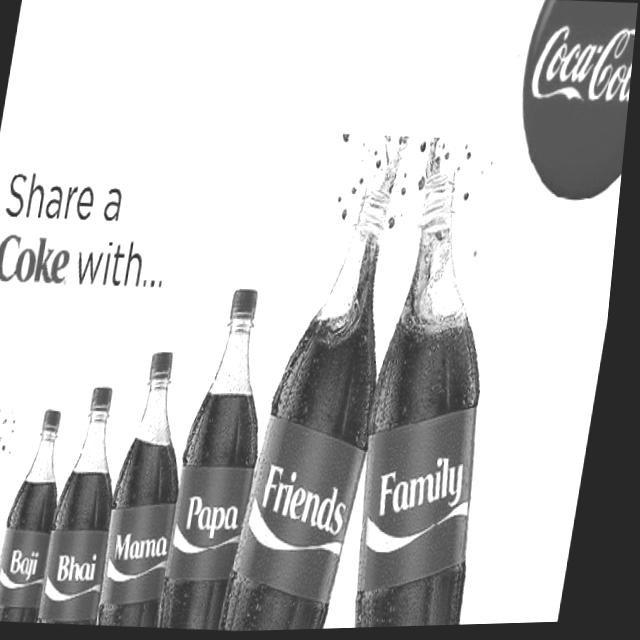 Coca-Cola
Share a
Coke with...
Baji
Bhai
Mama
Papa
Friends
Family